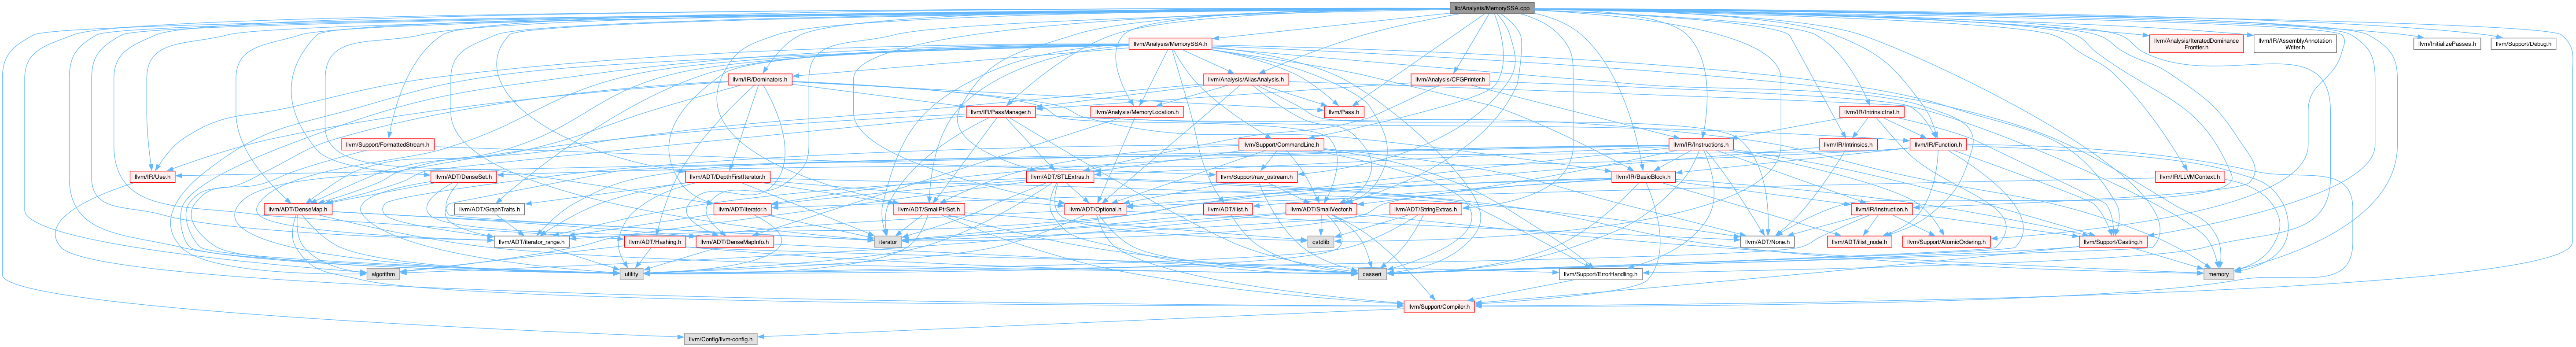 lib/Analysis/MemorySSA.cpp
llvm/Analysis/MemorySSA.h
llvm/Analysis/IteratedDominance
Frontier.h
llvm/IR/AssemblyAnnotation
Writer.h
llvm/InitializePasses.h
llvm/Support/Debug.h
llvm/IR/Dominators.h
llvm/Analysis/AliasAnalysis.h
llvm/Analysis/CFGPrinter.h
llvm/IR/PassManager.h
llvm/Analysis/MemoryLocation.h
llvm/Pass.h
llvm/IR/IntrinsicInst.h
llvm/Support/FormattedStream.h
llvm/Support/CommandLine.h
llvm/IR/Instructions.h
llvm/IR/Intrinsics.h
llvm/IR/Function.h
llvm/IR/Use.h
llvm/ADT/DenseSet.h
llvm/ADT/DepthFirstIterator.h
llvm/ADT/STLExtras.h
llvm/Support/raw_ostream.h
llvm/IR/BasicBlock.h
llvm/IR/LLVMContext.h
llvm/ADT/DenseMap.h
llvm/ADT/GraphTraits.h
llvm/ADT/iterator.h
llvm/ADT/SmallPtrSet.h
llvm/ADT/Optional.h
llvm/ADT/ilist.h
llvm/ADT/SmallVector.h
llvm/ADT/StringExtras.h
llvm/IR/Instruction.h
llvm/ADT/iterator_range.h
llvm/ADT/Hashing.h
llvm/ADT/DenseMapInfo.h
iterator
cstdlib
llvm/ADT/None.h
llvm/ADT/ilist_node.h
llvm/Support/AtomicOrdering.h
llvm/Support/Casting.h
algorithm
utility
cassert
llvm/Support/ErrorHandling.h
memory
llvm/Support/Compiler.h
llvm/Config/llvm-config.h